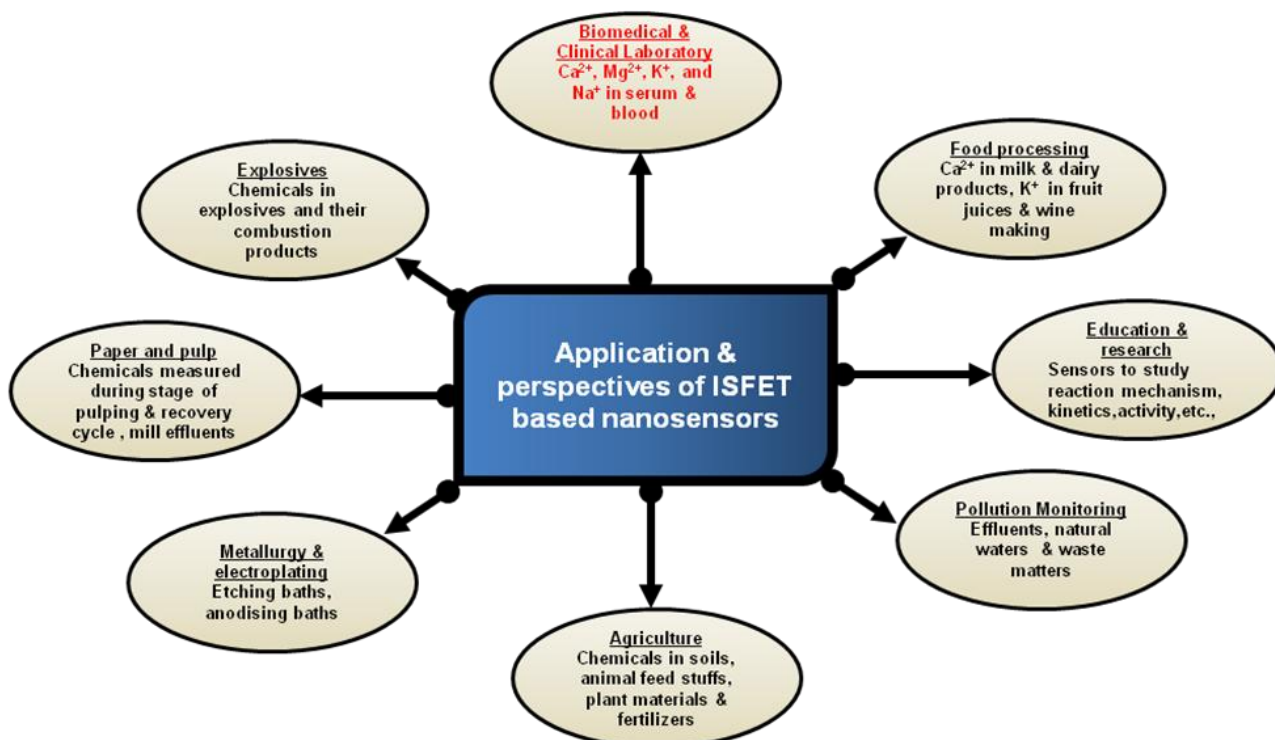 Biomedical &
Clinical Laboratory
Ca²⁺, Mg²⁺, K⁺, and
Na⁺ in serum &
blood
Explosives
Chemicals in
explosives and their
combustion
products
Food processing
Ca²⁺ in milk & dairy
products, K⁺ in fruit
juices & wine
making
Paper and pulp
Chemicals measured
during stage of
pulping & recovery
cycle , mill effluents
Application &
perspectives of ISFET
based nanosensors
Education &
research
Sensors to study
reaction mechanism,
kinetics,activity,etc.,
Metallurgy &
electroplating
Etching baths,
anodising baths
Pollution Monitoring
Effluents, natural
waters & waste
matters
Agriculture
Chemicals in soils,
animal feed stuffs,
plant materials &
fertilizers